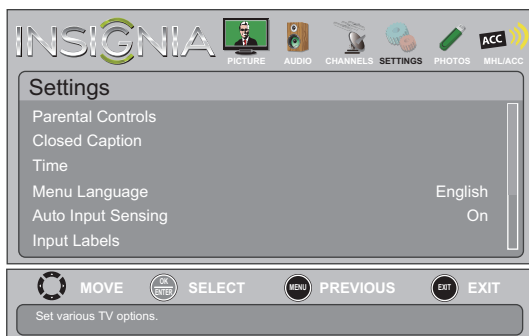 INSIGNIA
PICTURE AUDIO CHANNELS SETTINGS PHOTOS MHL/ACC
ACC
Settings
Parental Controls
Closed Caption
Time
Menu Language English
Auto Input Sensing On
Input Labels
MOVE OK ENTER SELECT MENU PREVIOUS EXIT EXIT
Set various TV options.